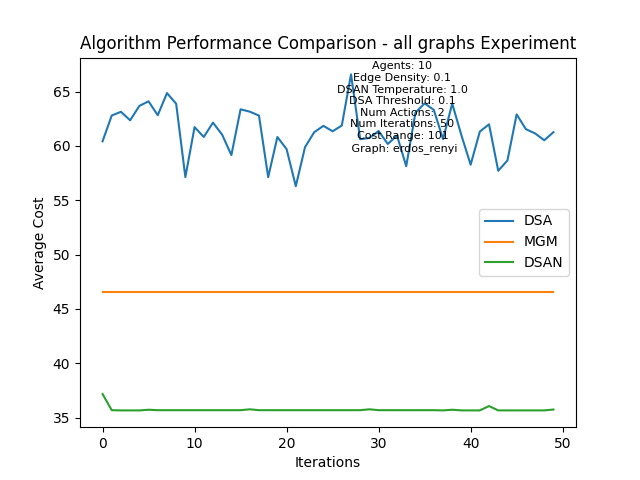 Algorithm Performance Comparison - all graphs Experiment
Agents: 10
Edge Density: 0.1
DSAN Temperature: 1.0
DSA Threshold: 0.1
Num Actions: 2
Num Iterations: 50
Cost Range: 101
Graph: erdos_renyi
65
60
55
50
45
40
35
Average Cost
DSA
MGM
DSAN
0
10
20
30
40
50
Iterations